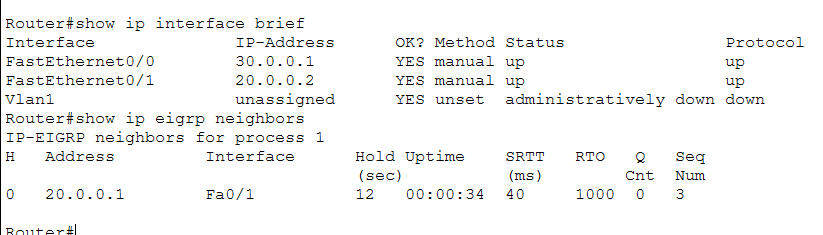 Router#show ip interface brief
Interface IP-Address OK? Method Status Protocol
FastEthernet0/0 30.0.0.1 YES manual up up
FastEthernet0/1 20.0.0.2 YES manual up up
Vlan1 unassigned YES unset administratively down down
Router#show ip eigrp neighbors
IP-EIGRP neighbors for process 1
H Address Interface Hold Uptime SRTT RTO Q Seq
(sec) (ms) Cnt Num
0 20.0.0.1 Fa0/1 12 00:00:34 40 1000 0 3
Router#